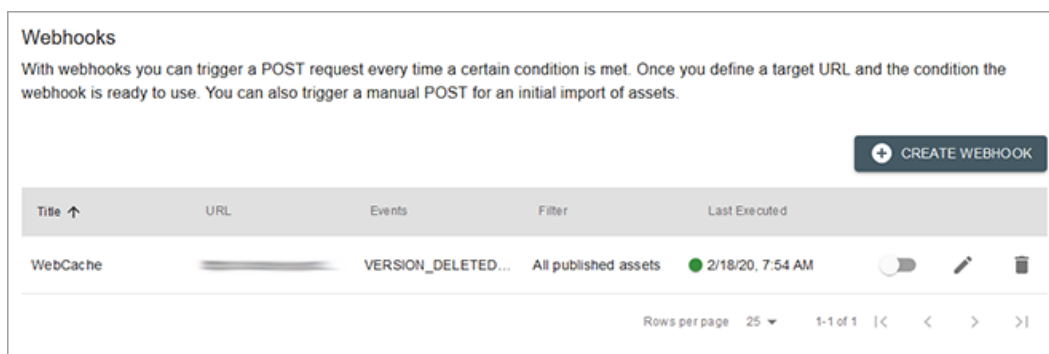 Webhooks
With webhooks you can trigger a POST request every time a certain condition is met. Once you define a target URL and the condition the
webhook is ready to use. You can also trigger a manual POST for an initial import of assets.
CREATE WEBHOOK
Title URL Events Filter Last Executed
WebCache VERSION_DELETED... All published assets 2/18/20, 7:54 AM
Rows per page 25 1-1 of 1